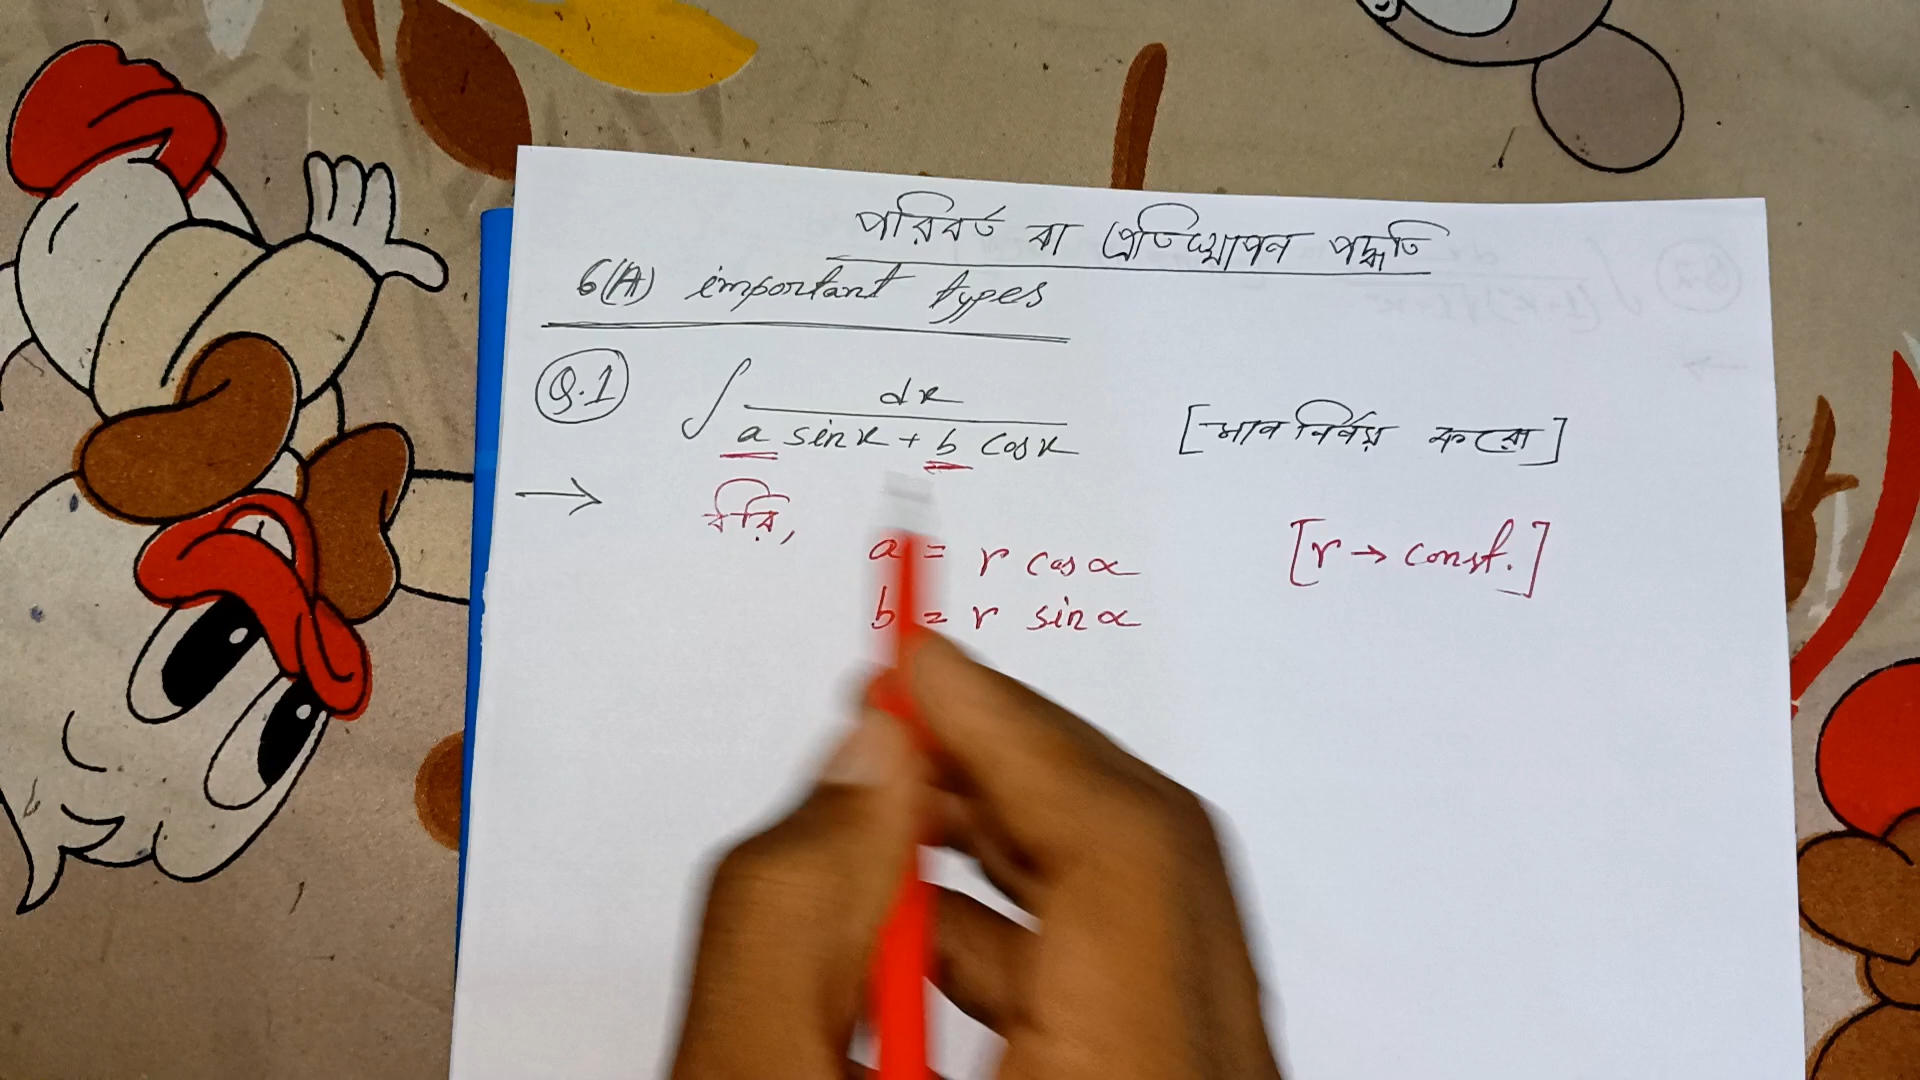 পরিবর্ত বা প্রতিস্থাপন পদ্ধতি
6(A) important types
Q.1 ∫ dx / (a sinx + b cosx) [মান নির্ণয় করো]
→ ধরি,
a = r cosα [r → const.]
b = r sinα